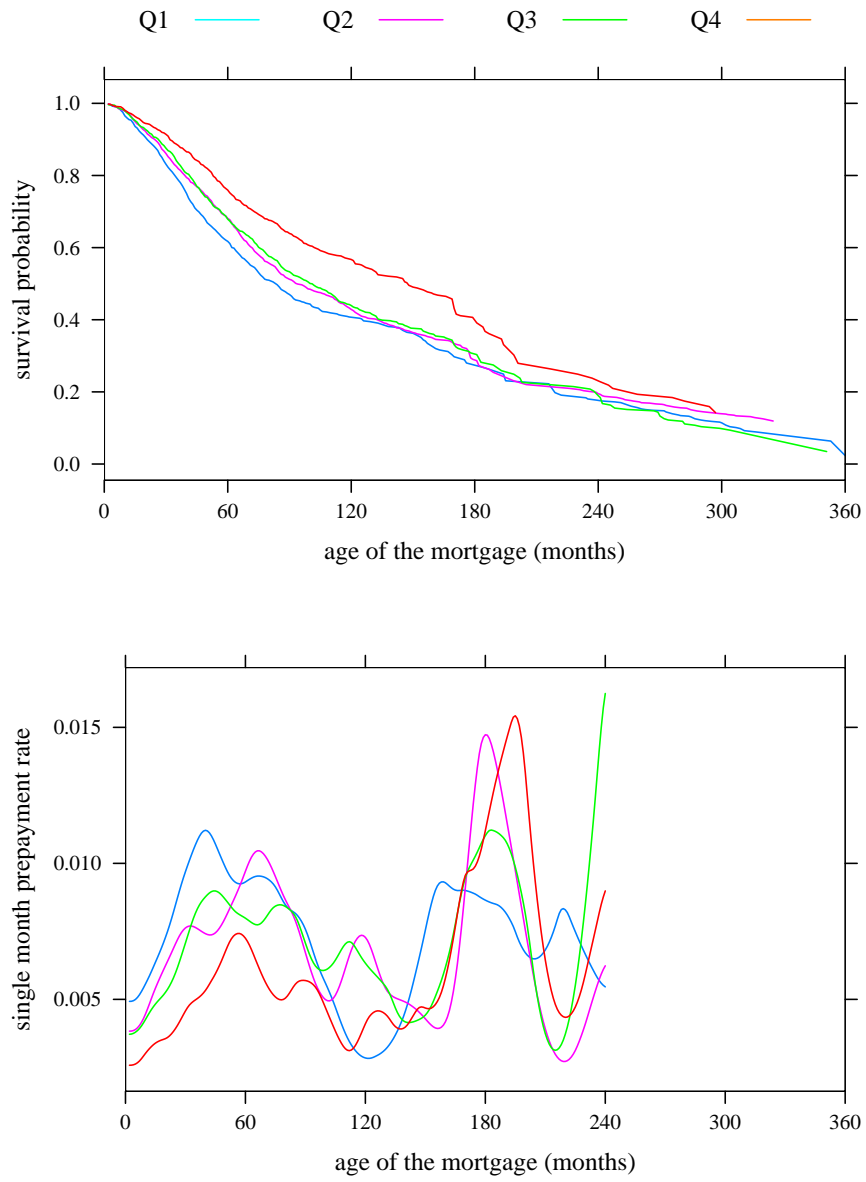 Q1 Q2 Q3 Q4
survival probability
1.0
0.8
0.6
0.4
0.2
0.0
0 60 120 180 240 300 360
age of the mortgage (months)
single month prepayment rate
0.015
0.010
0.005
0 60 120 180 240 300 360
age of the mortgage (months)